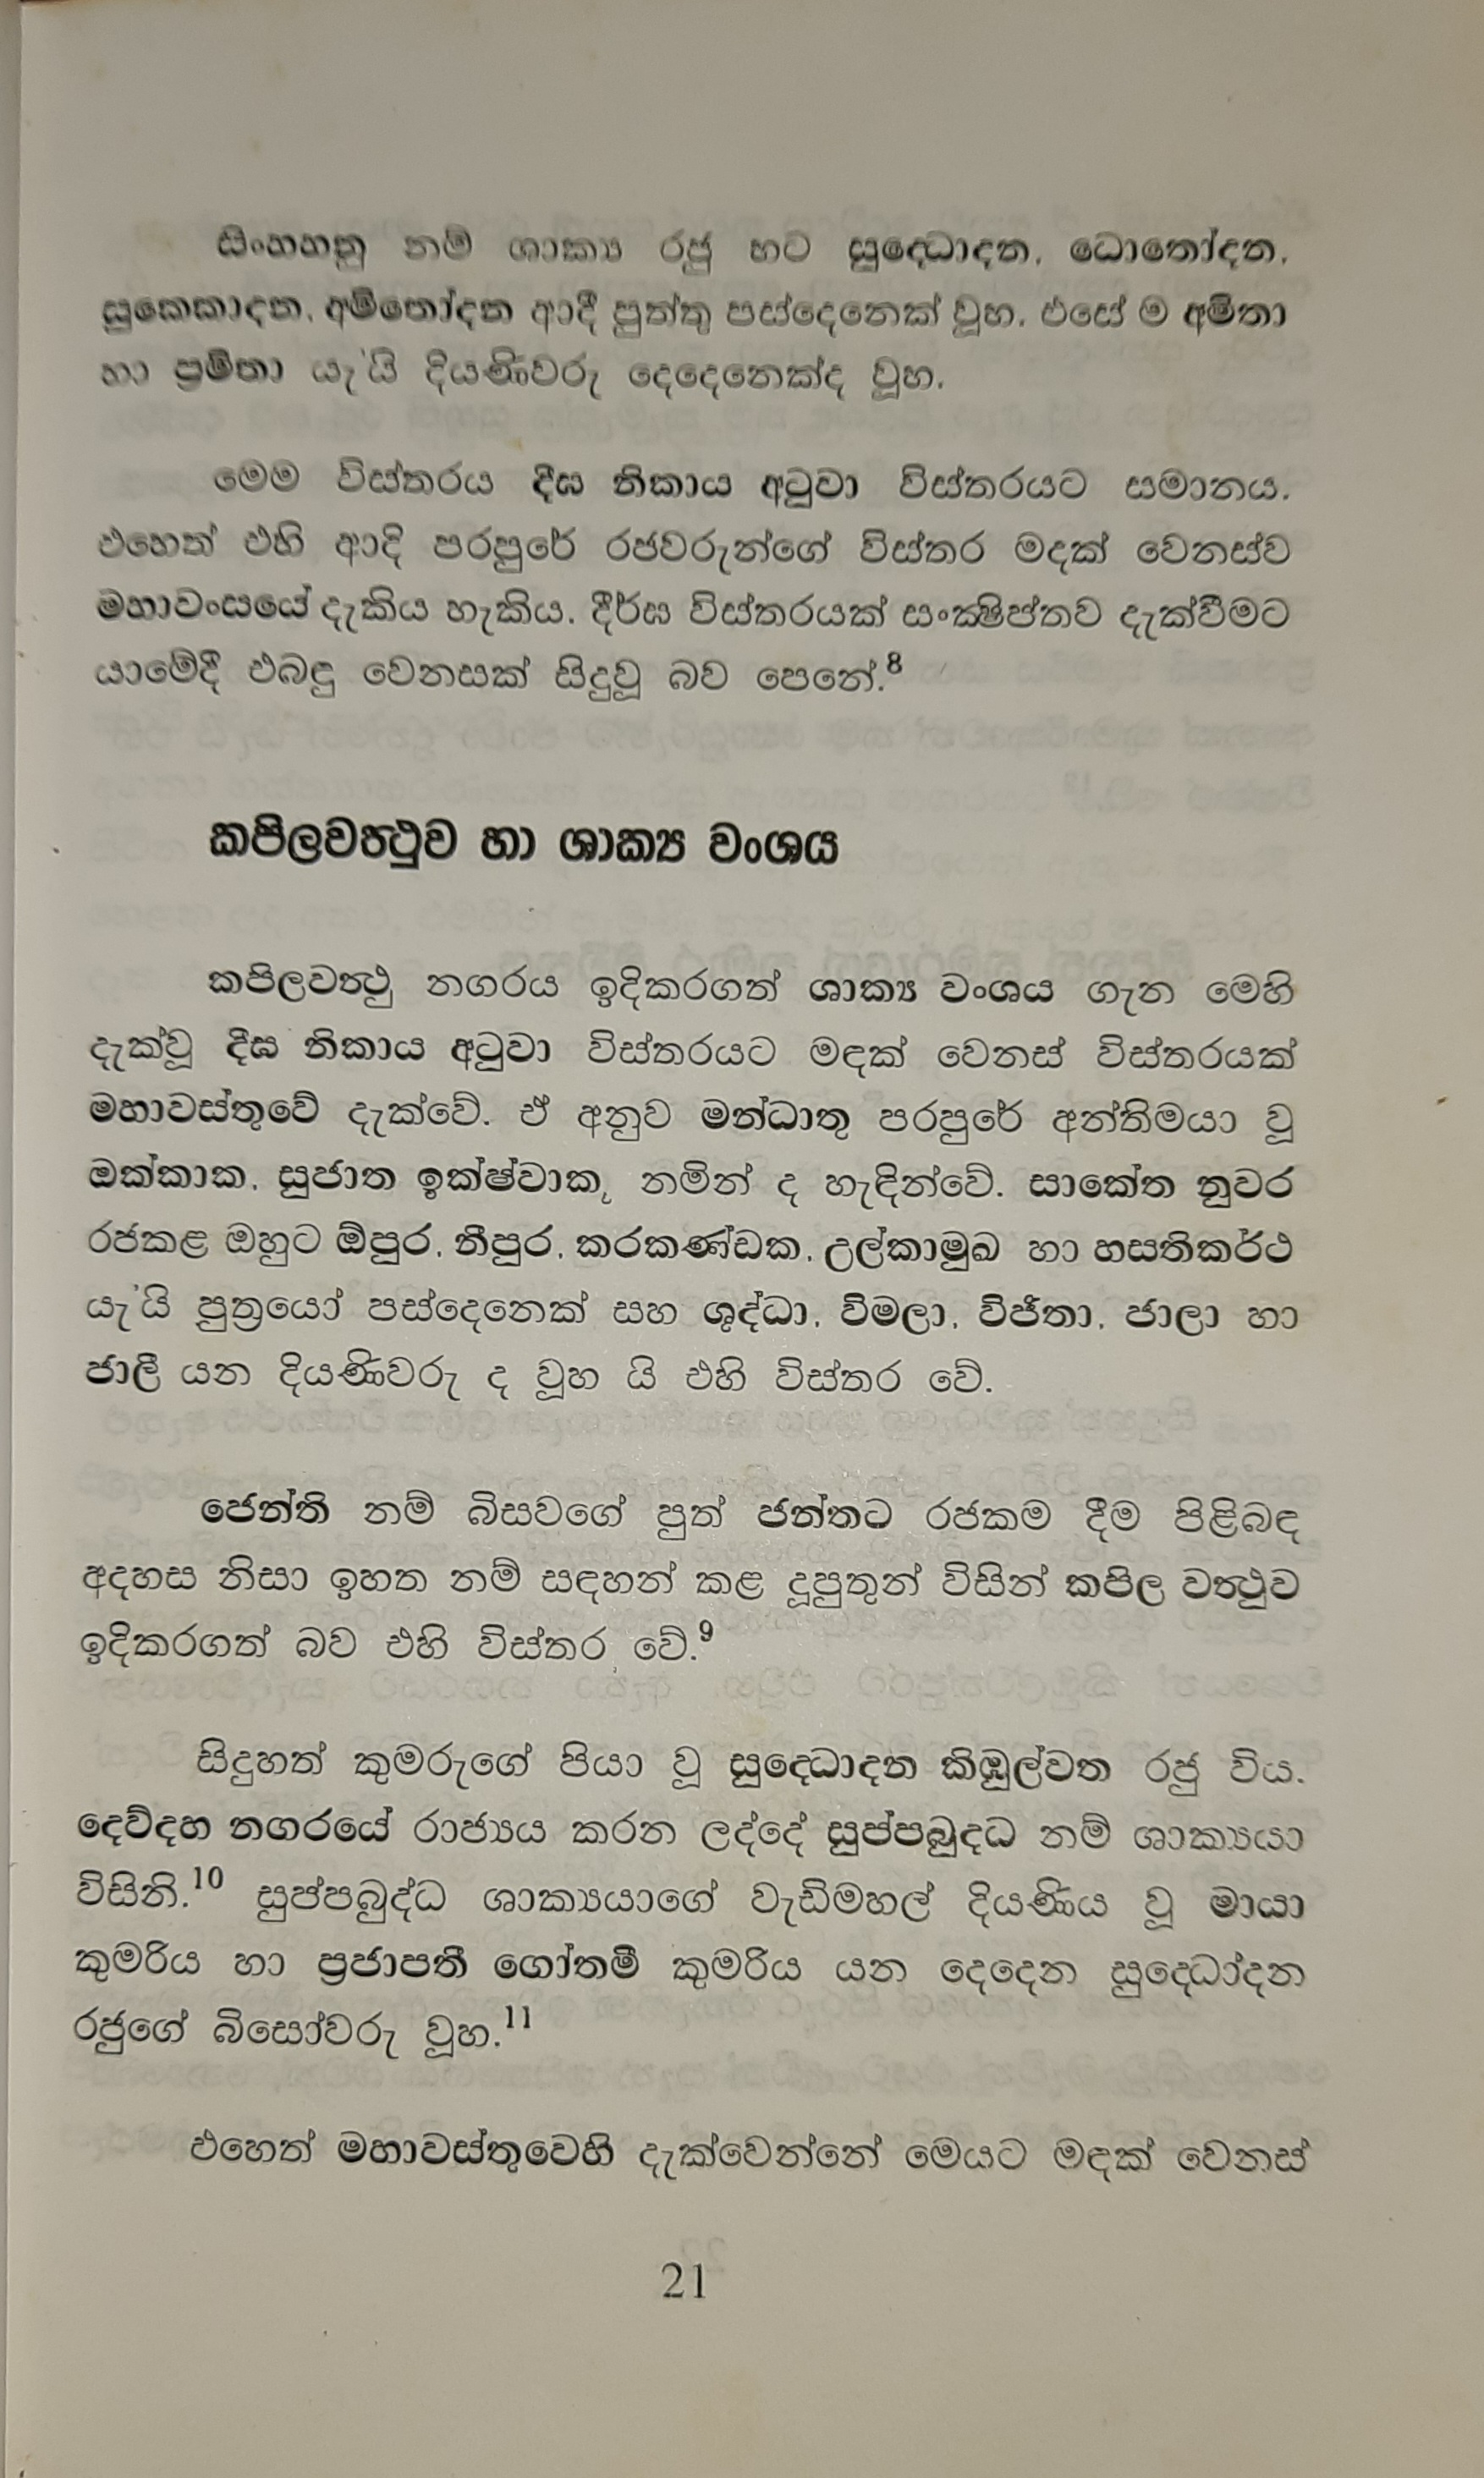 සිංහහනු නම් ශාක්‍ය රජු හට සුද්ධොදන, ධොතෝදන,
සුක්කොදන, අමිතෝදන ආදී පුත්තු පස්දෙනෙක් වූහ. එසේ ම අමිතා
හා ප්‍රමිතා යැ'යි දියණිවරු දෙදෙනෙක්ද වූහ.
මෙම විස්තරය දීඝ නිකාය අටුවා විස්තරයට සමානය.
එහෙත් එහි ආදි පරපුරේ රජවරුන්ගේ විස්තර මදක් වෙනස්ව
මහාවංසයේ දැකිය හැකිය. දීර්ඝ විස්තරයක් සංක්ෂිප්තව දැක්වීමට
යාමේදී එබඳු වෙනසක් සිදුවූ බව පෙනේ.8
කපිලවත්‍ථුව හා ශාක්‍ය වංශය
කපිලවත්‍ථු නගරය ඉදිකරගත් ශාක්‍ය වංශය ගැන මෙහි
දැක්වූ දීඝ නිකාය අටුවා විස්තරයට මඳක් වෙනස් විස්තරයක්
මහාවස්තුවේ දැක්වේ. ඒ අනුව මන්ධාතු පරපුරේ අන්තිමයා වූ
ඔක්කාක, සුජාත ඉක්ෂ්වාකු නමින් ද හැඳින්වේ. සාකේත නුවර
රජකළ ඔහුට ඕපුර, නීපුර, කරකණ්ඩක, උල්කාමුඛ හා හසතිකර්ථ
යැ'යි පුත්‍රයෝ පස්දෙනෙක් සහ ශුද්ධා, විමලා, විජිතා, ජාලා හා
ජාලී යන දියණිවරු ද වූහ යි එහි විස්තර වේ.
ජෙන්ති නම් බිසවගේ පුත් ජන්තට රජකම දීම පිළිබඳ
අදහස නිසා ඉහත නම් සඳහන් කළ දූපුතුන් විසින් කපිල වත්‍ථුව
ඉදිකරගත් බව එහි විස්තර වේ.9
සිදුහත් කුමරුගේ පියා වූ සුද්ධොදන කිඹුල්වත රජු විය.
දෙව්දහ නගරයේ රාජ්‍යය කරන ලද්දේ සුප්පබුදධ නම් ශාක්‍යයා
විසිනි.10 සුප්පබුද්ධ ශාක්‍යයාගේ වැඩිමහල් දියණිය වූ මායා
කුමරිය හා ප්‍රජාපතී ගෝතමී කුමරිය යන දෙදෙන සුද්ධෝදන
රජුගේ බිසෝවරු වූහ.11
එහෙත් මහාවස්තුවෙහි දැක්වෙන්නේ මෙයට මඳක් වෙනස්
21